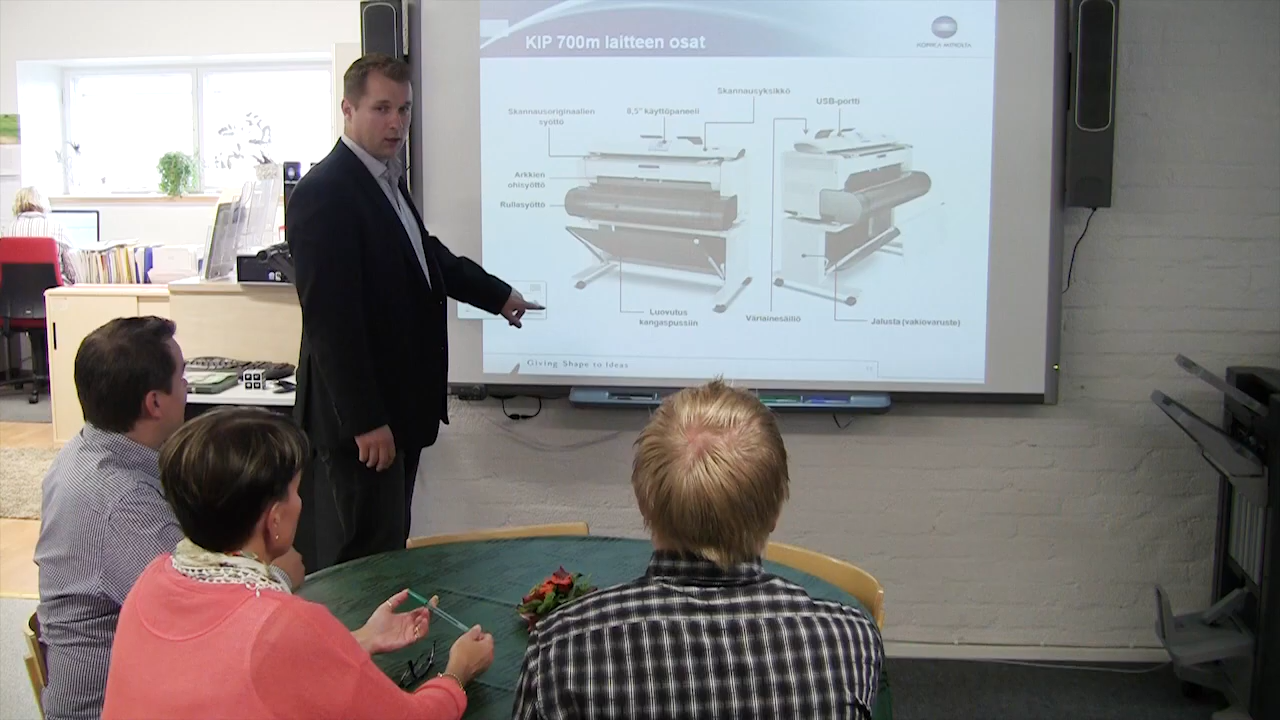 KIP 700m laitteen osat
KONICA MINOLTA
Skannausyksikkö
Skannausoriginaalien
syöttö
8,5" käyttöpaneeli
USB-portti
Arkkien
ohisyöttö
Rullasyöttö
Luovutus
kangaspussiin
Väriainesäiliö
Jalusta (vakiovaruste)
Giving Shape to Ideas